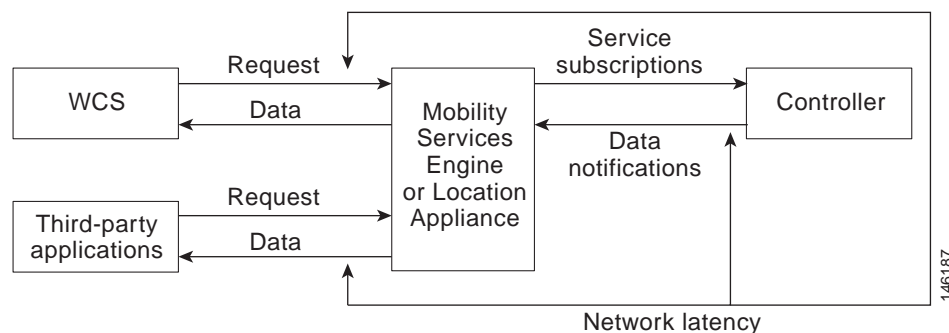 Request
WCS
Data
Service
subscriptions
Mobility
Services
Engine
or Location
Appliance
Controller
Data
notifications
Request
Third-party
applications
Data
Network latency
146187